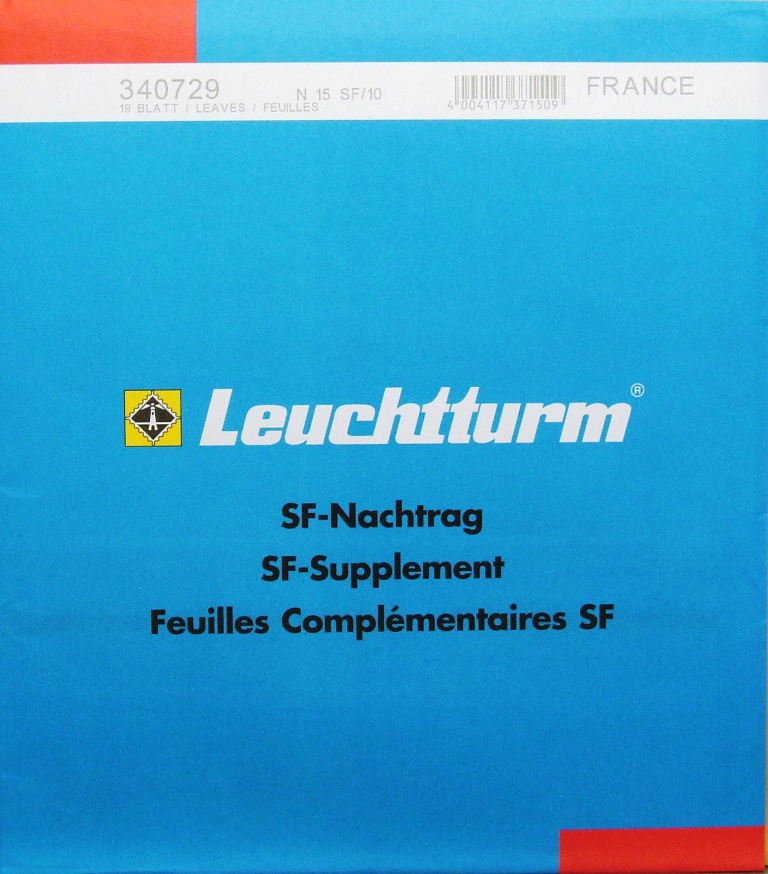 340729 N 15 SF/10 FRANCE
19 BLATT / LEAVES / FEUILLES 4 004117 371509
Leuchtturm®
SF-Nachtrag
SF-Supplement
Feuilles Complémentaires SF